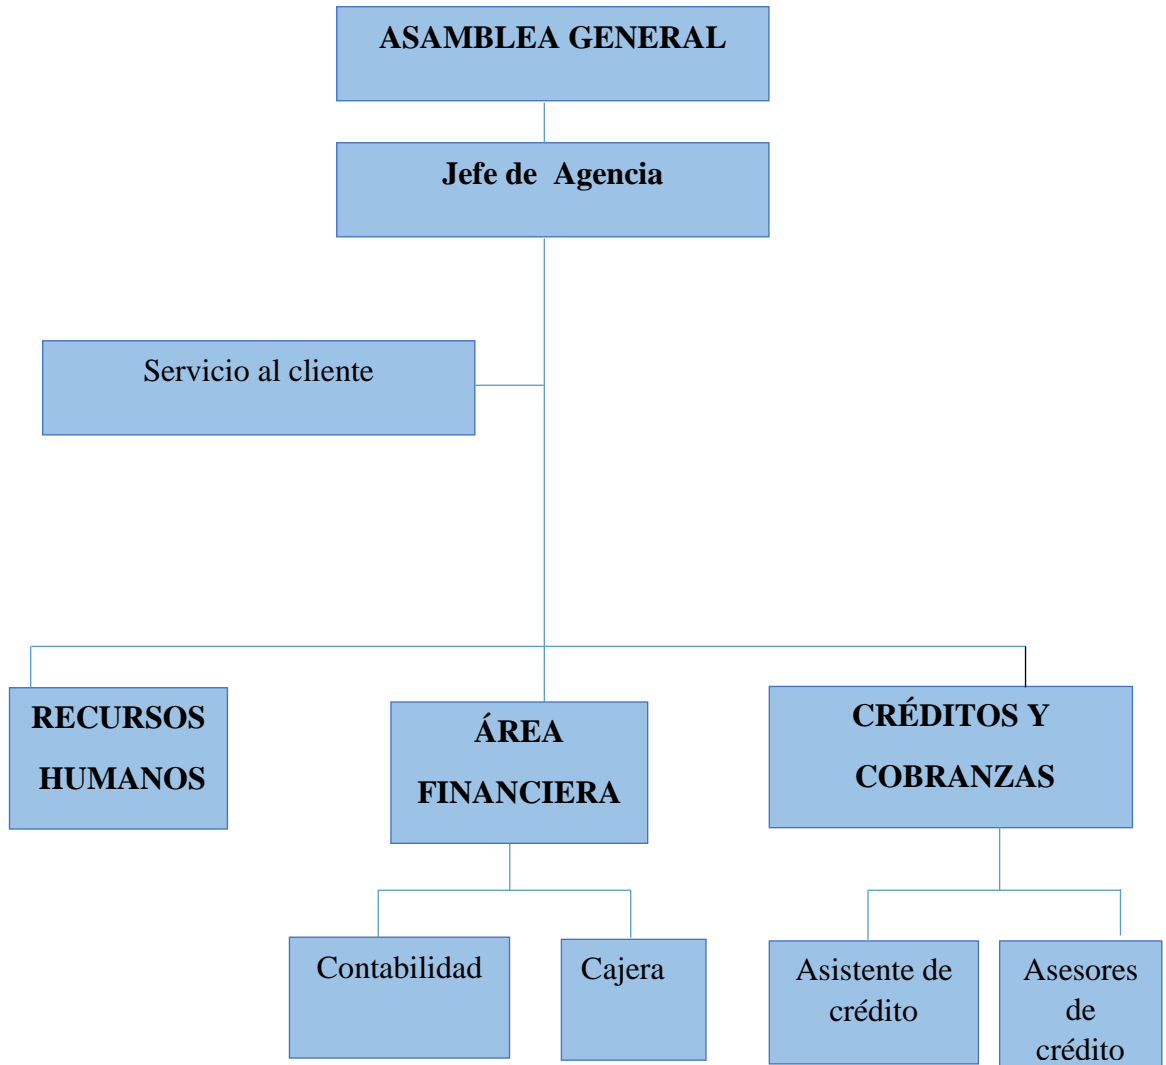 ASAMBLEA GENERAL
Jefe de Agencia
Servicio al cliente
RECURSOS
HUMANOS
ÁREA
FINANCIERA
CRÉDITOS Y
COBRANZAS
Contabilidad
Cajera
Asistente de
crédito
Asesores
de
crédito